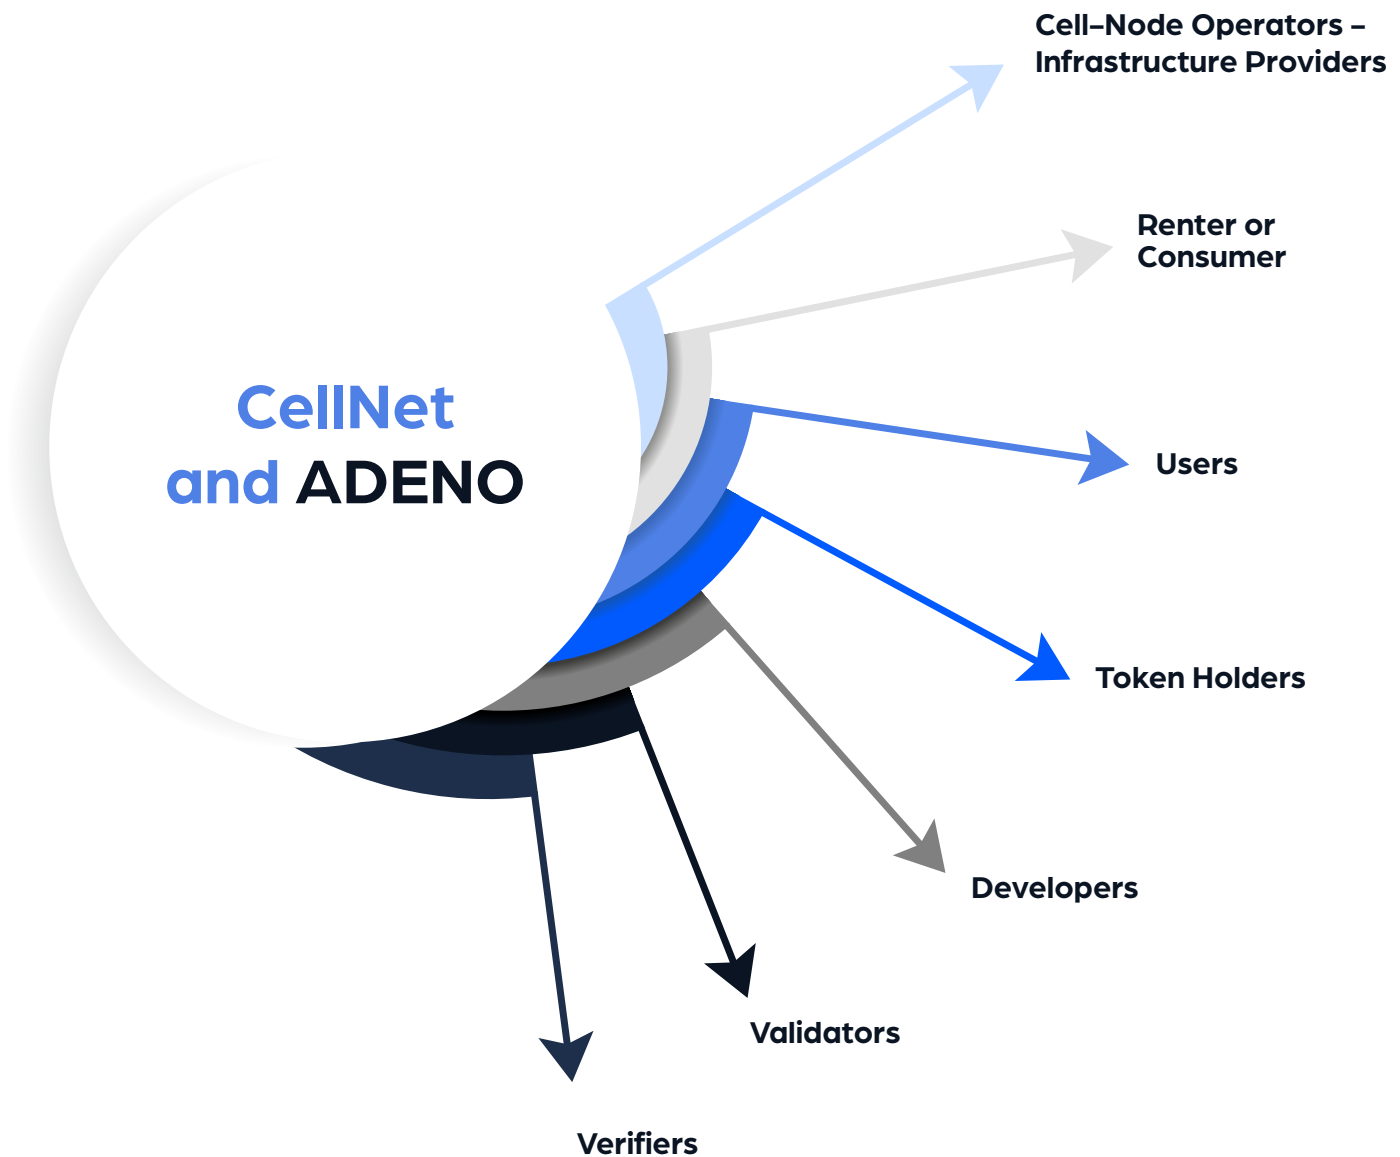 Cell-Node Operators -
Infrastructure Providers
Renter or
Consumer
CellNet
and ADENO
Users
Token Holders
Developers
Validators
Verifiers